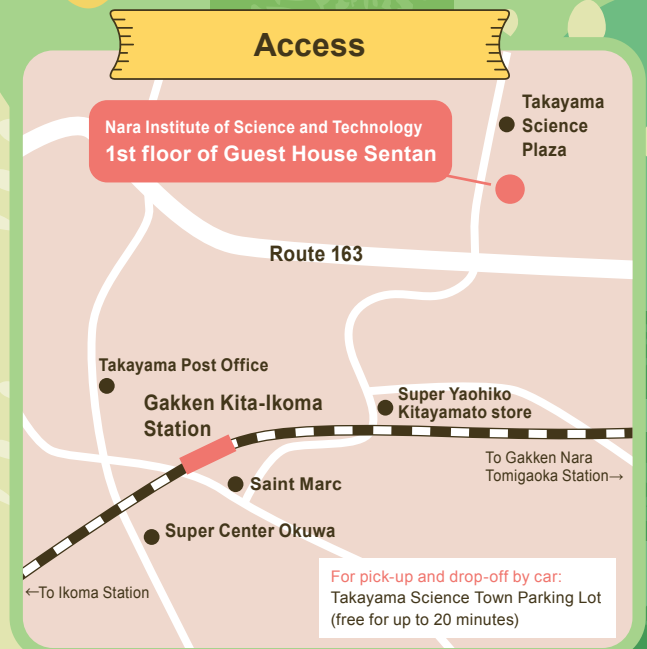 Access
Takayama
Science
Plaza
Nara Institute of Science and Technology
1st floor of Guest House Sentan
Route 163
Takayama Post Office
Gakken Kita-Ikoma
Station
Super Yaohiko
Kitayamato store
To Gakken Nara
Tomigaoka Station→
Saint Marc
Super Center Okuwa
←To Ikoma Station
For pick-up and drop-off by car:
Takayama Science Town Parking Lot
(free for up to 20 minutes)